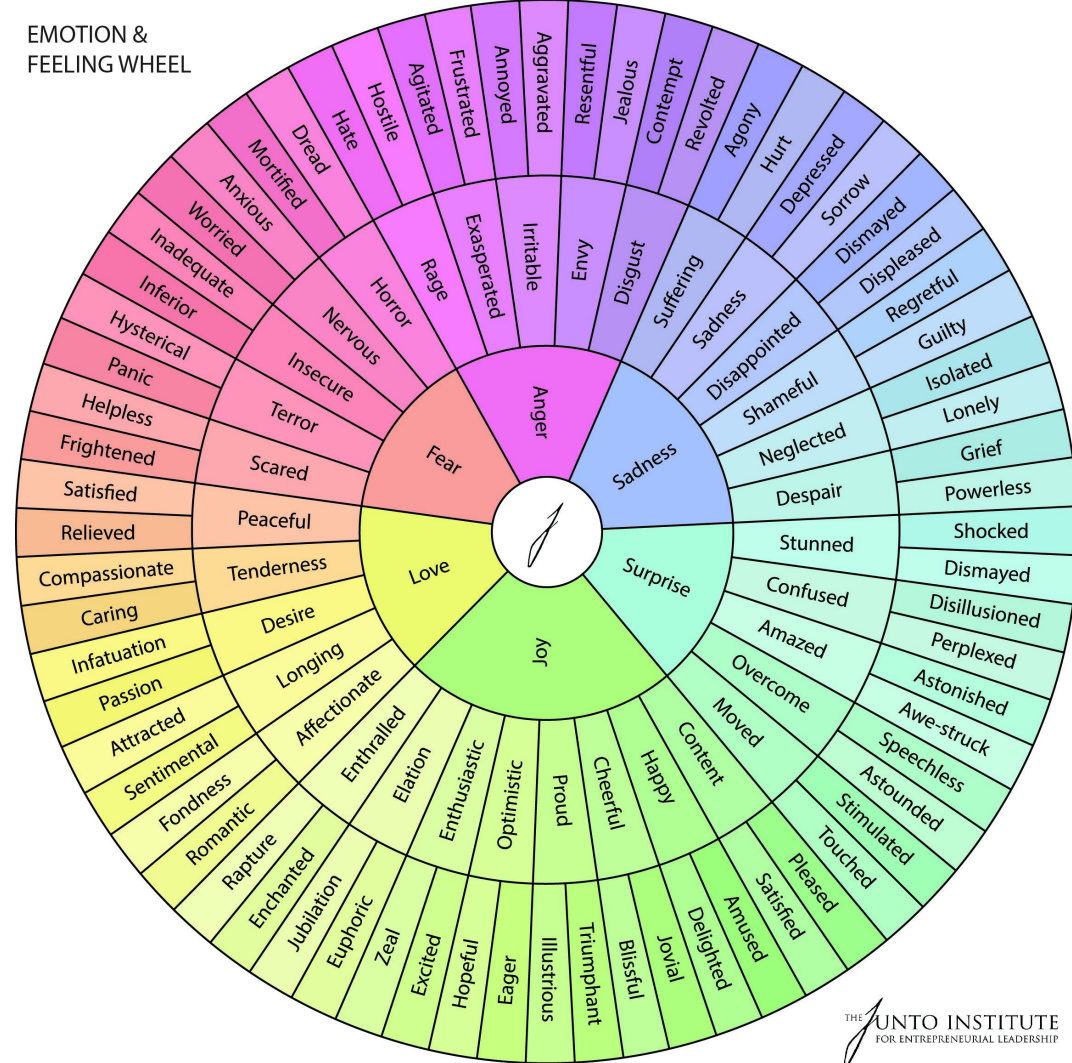 EMOTION &
FEELING WHEEL
Anger
Sadness
Surprise
Joy
Love
Fear
Rage
Exasperated
Irritable
Envy
Disgust
Suffering
Sadness
Disappointed
Shameful
Neglected
Despair
Stunned
Confused
Amazed
Overcome
Moved
Content
Happy
Cheerful
Proud
Optimistic
Enthusiastic
Elation
Enthralled
Affectionate
Longing
Desire
Tenderness
Peaceful
Scared
Terror
Insecure
Nervous
Horror
Hate
Hostile
Agitated
Frustrated
Annoyed
Aggravated
Resentful
Jealous
Contempt
Revolted
Agony
Hurt
Depressed
Sorrow
Dismayed
Displeased
Regretful
Guilty
Isolated
Lonely
Grief
Powerless
Shocked
Dismayed
Disillusioned
Perplexed
Astonished
Awe-struck
Speechless
Astounded
Stimulated
Touched
Pleased
Satisfied
Amused
Delighted
Jovial
Blissful
Triumphant
Illustrious
Eager
Hopeful
Excited
Zeal
Euphoric
Jubilation
Enchanted
Rapture
Romantic
Fondness
Sentimental
Attracted
Passion
Infatuation
Caring
Compassionate
Relieved
Satisfied
Frightened
Helpless
Panic
Hysterical
Inferior
Inadequate
Worried
Anxious
Mortified
Dread
THE JUNTO INSTITUTE
FOR ENTREPRENEURIAL LEADERSHIP